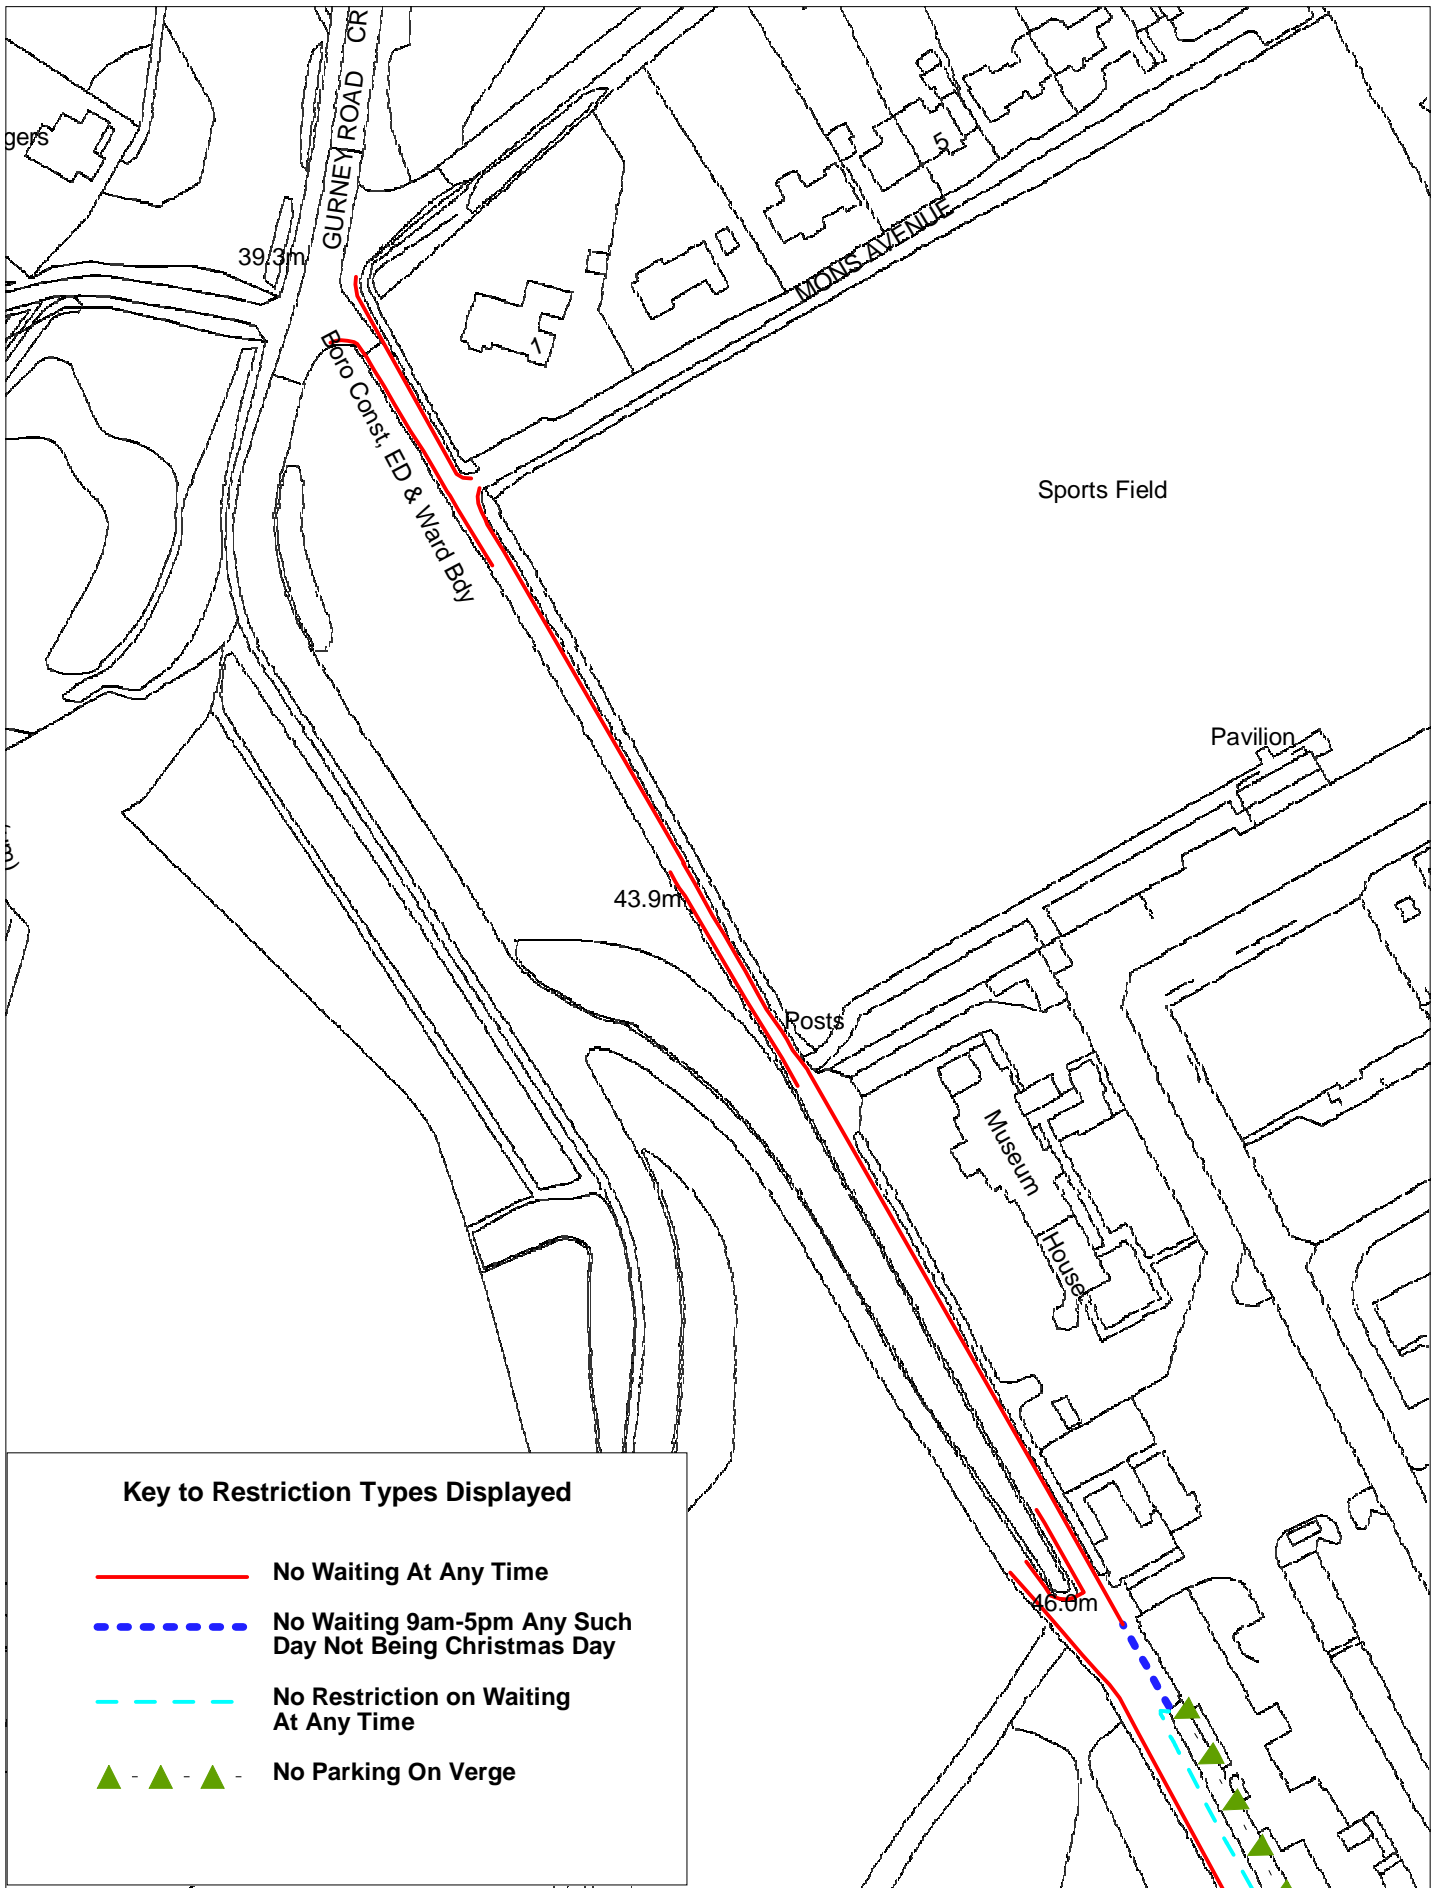 GURNEY ROAD CR
gers
39.3m
5
MONS AVENUE
1
Boro Const, ED & Ward Bdy
Sports Field
Pavilion
43.9m
Posts
Museum
House
46.0m
Key to Restriction Types Displayed
No Waiting At Any Time
No Waiting 9am-5pm Any Such
Day Not Being Christmas Day
No Restriction on Waiting
At Any Time
No Parking On Verge